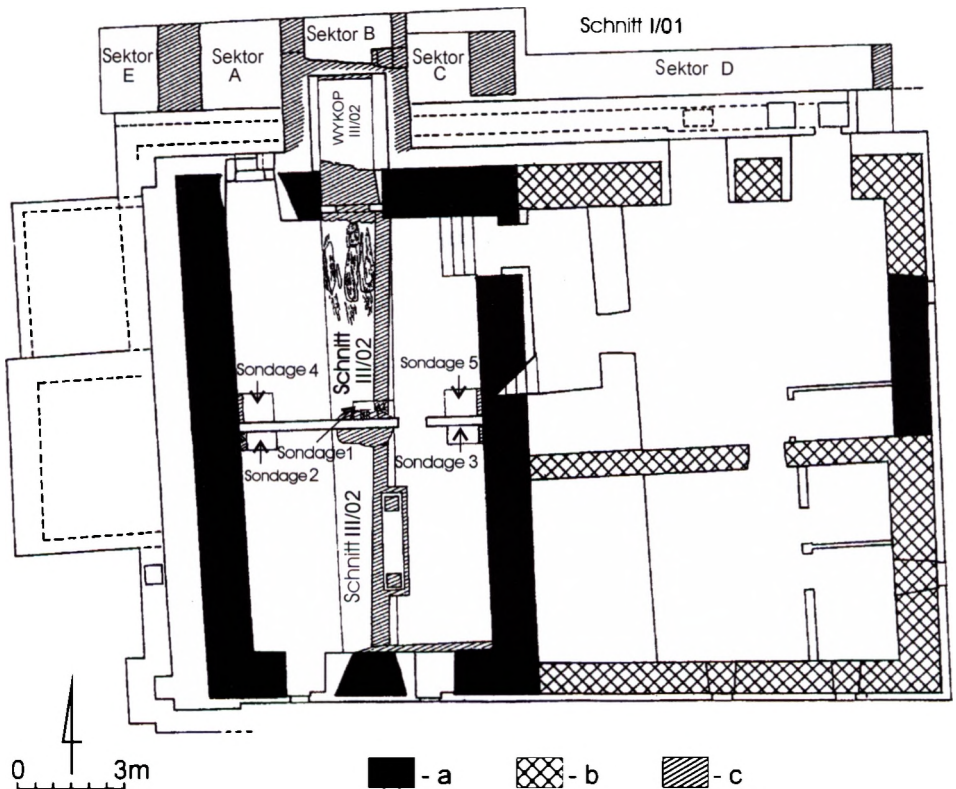 Schnitt I/01
Sektor E
Sektor A
Sektor B
Sektor C
Sektor D
WYKOP
III/02
Schnitt
III/02
Sondage 4
Sondage 5
Sondage 1
Sondage 2
Sondage 3
Schnitt III/02
0 3m
- a
- b
- c